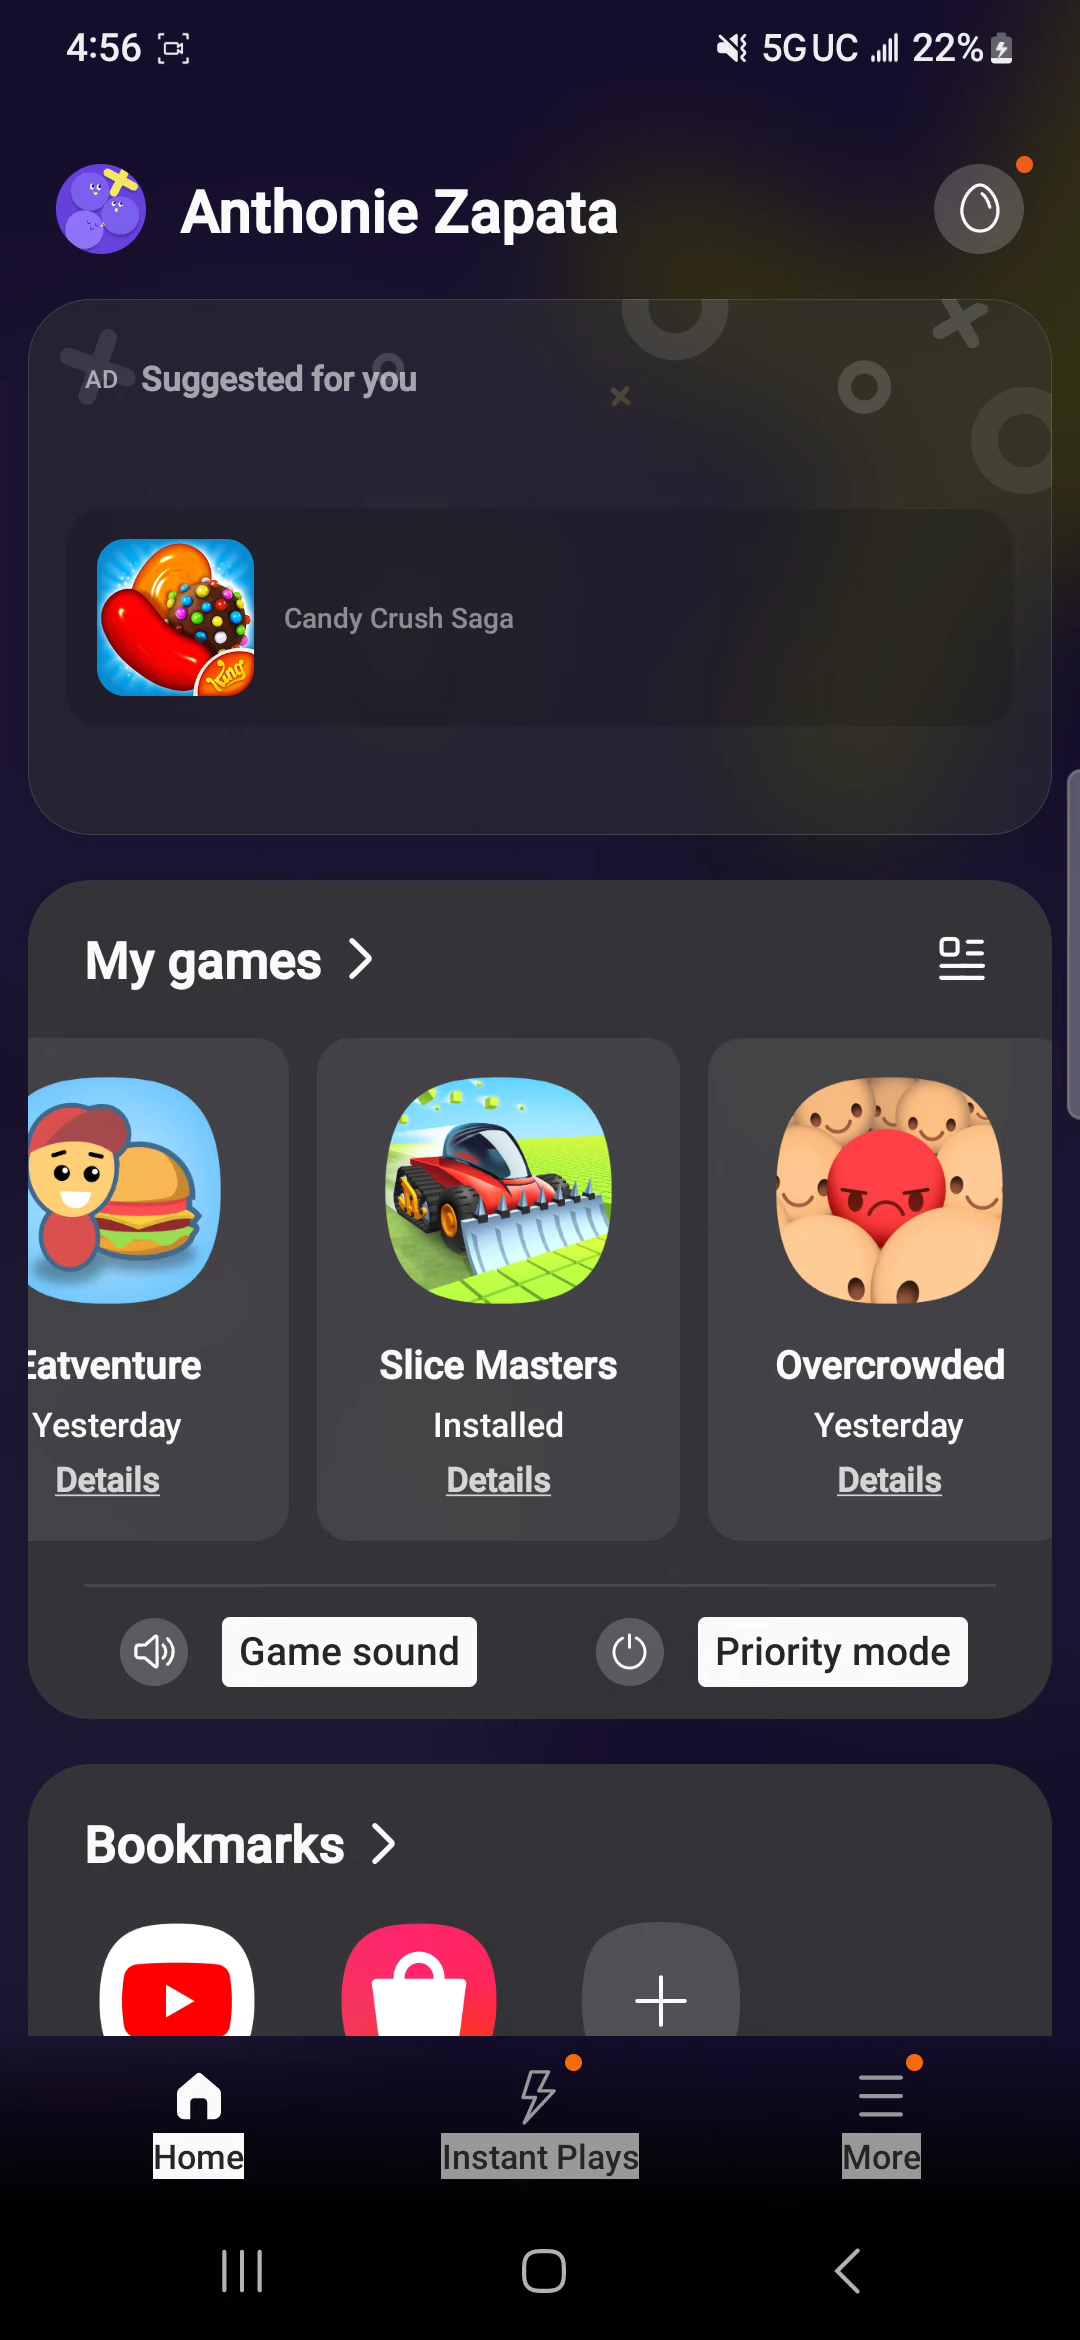 4:56 5G UC 22%
Anthonie Zapata
AD Suggested for you
Candy Crush Saga
King
My games
Eatventure
Yesterday
Details
Slice Masters
Installed
Details
Overcrowded
Yesterday
Details
Game sound
Priority mode
Bookmarks
Home
Instant Plays
More